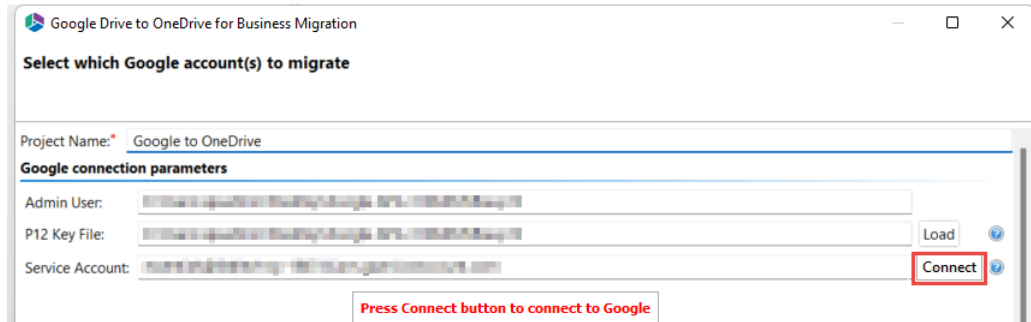 Google Drive to OneDrive for Business Migration
Select which Google account(s) to migrate
Project Name:* Google to OneDrive
Google connection parameters
Admin User:
P12 Key File: Load
Service Account: Connect
Press Connect button to connect to Google